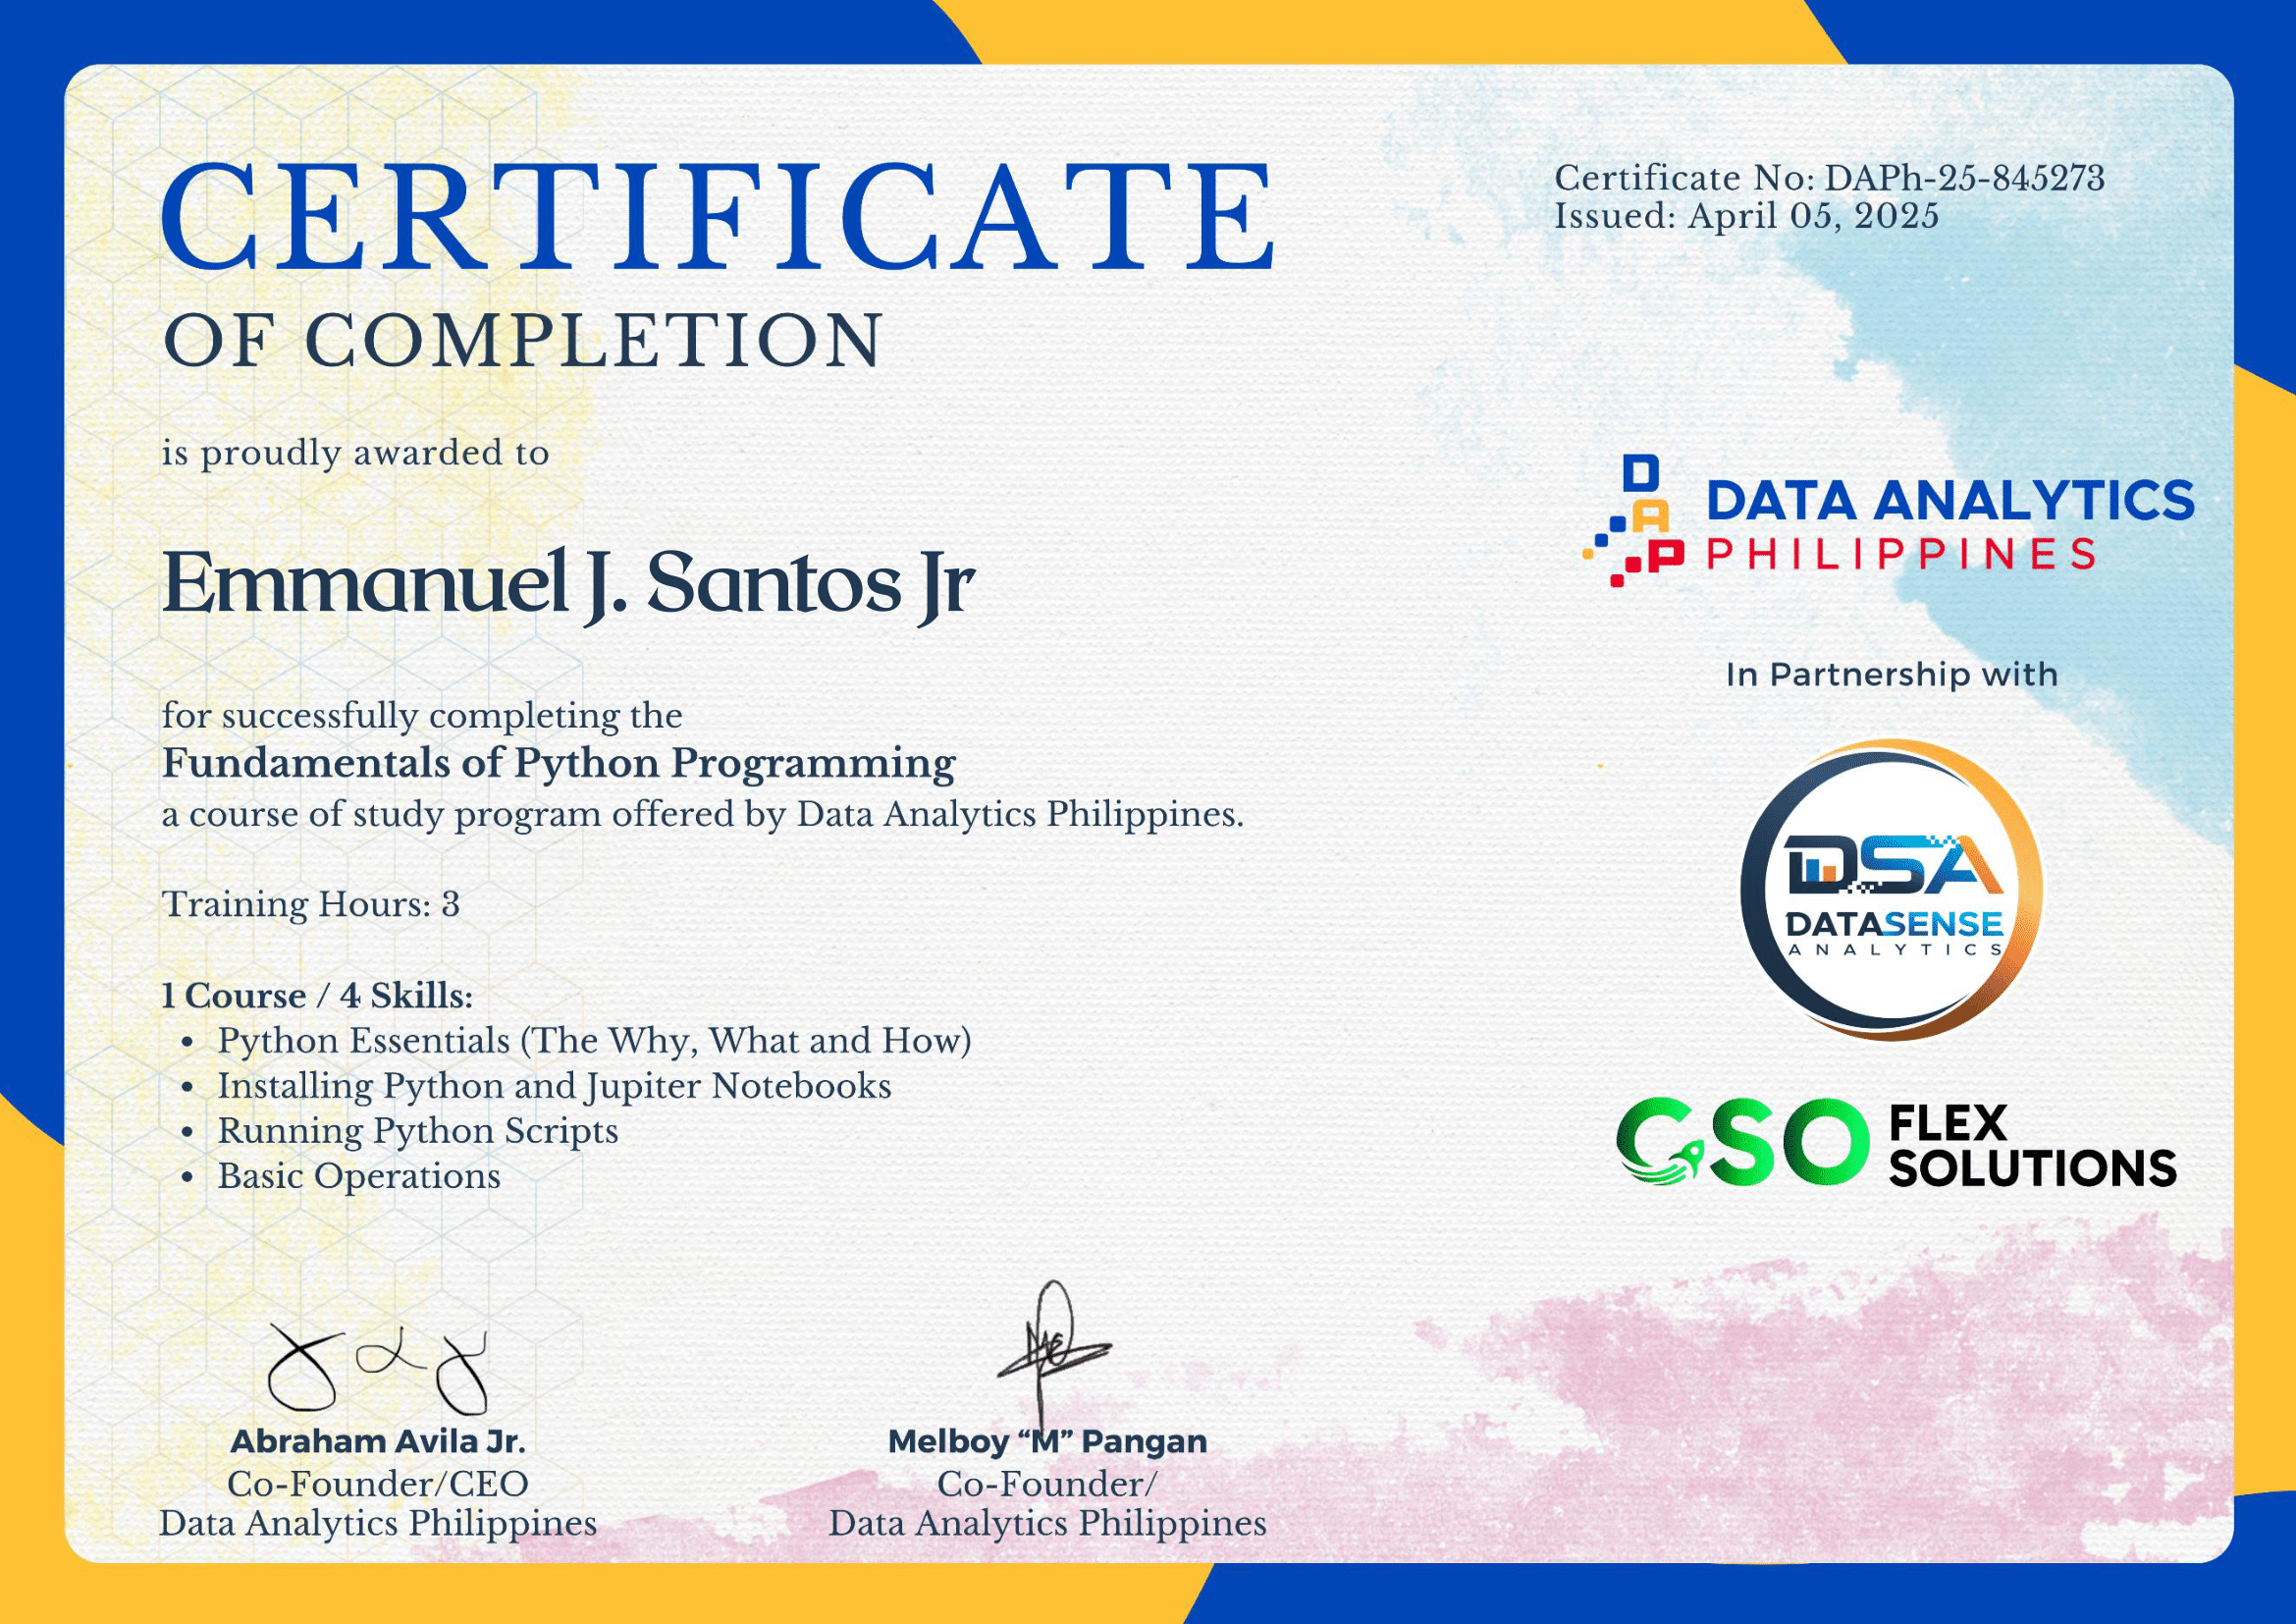 CERTIFICATE
OF COMPLETION
Certificate No: DAPh-25-845273
Issued: April 05, 2025
is proudly awarded to
Emmanuel J. Santos Jr
for successfully completing the
Fundamentals of Python Programming
a course of study program offered by Data Analytics Philippines.
Training Hours: 3
1 Course / 4 Skills:
• Python Essentials (The Why, What and How)
• Installing Python and Jupiter Notebooks
• Running Python Scripts
• Basic Operations
DAP
DATA ANALYTICS
PHILIPPINES
In Partnership with
DSA
DATASENSE
ANALYTICS
CSO
FLEX
SOLUTIONS
Abraham Avila Jr.
Co-Founder/CEO
Data Analytics Philippines
Melboy “M” Pangan
Co-Founder/
Data Analytics Philippines